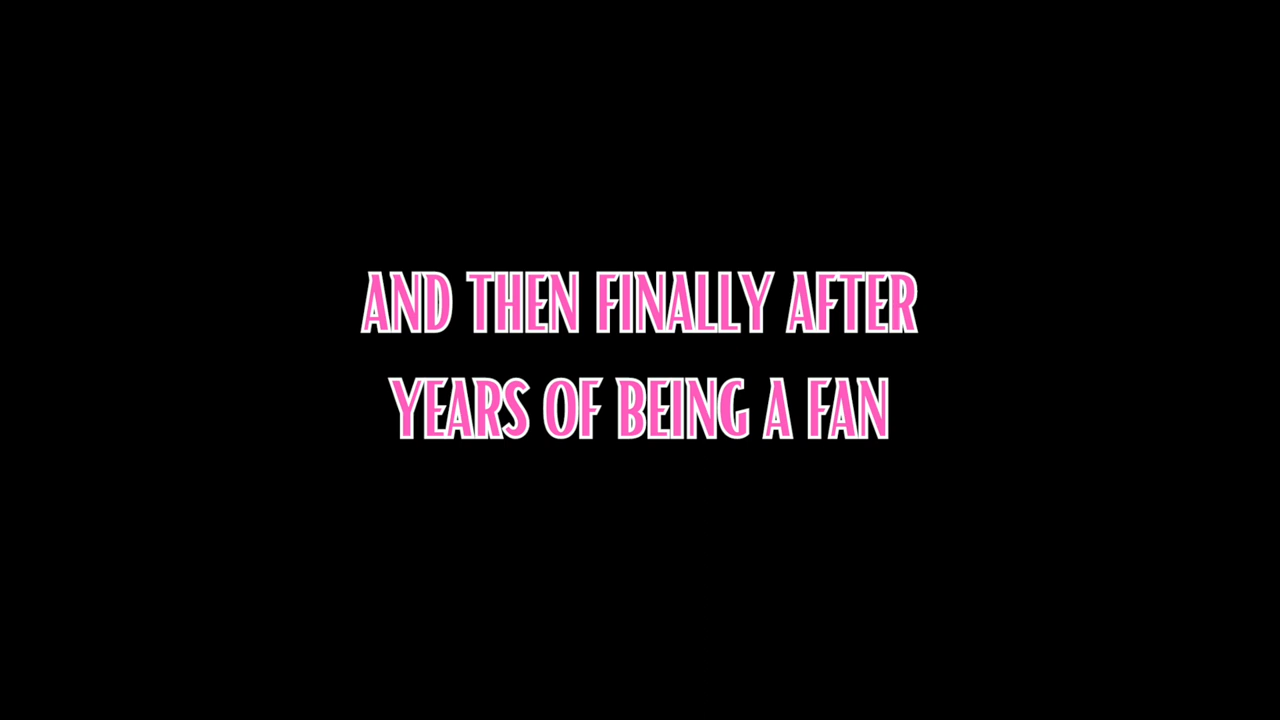 AND THEN FINALLY AFTER
YEARS OF BEING A FAN